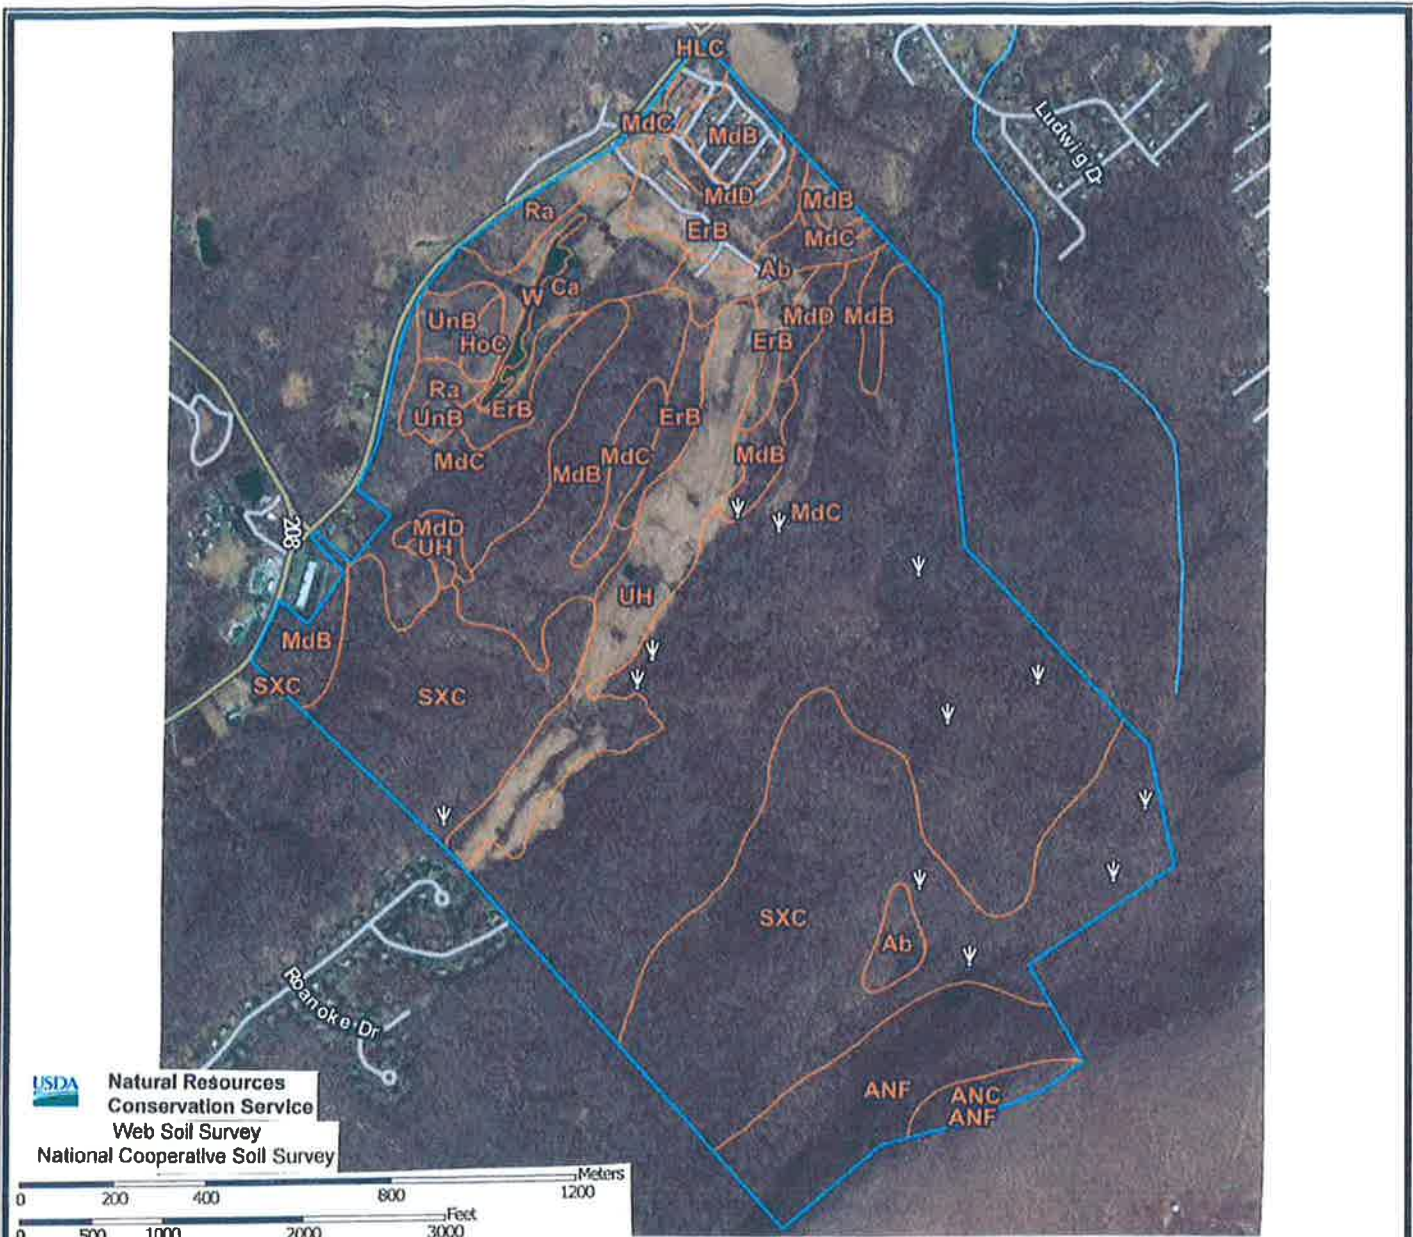 HLC
MdC
MdB
Ludwig Dr
MdD
MdB
Ra
ErB
MdC
Ab
W
Ca
UnB
MdD
MdB
HoC
ErB
Ra
UnB
ErB
ErB
MdC
MdB
MdC
MdB
208
MdD
UH
MdC
UH
MdB
SXC
SXC
SXC
Ab
Roanoke Dr
ANF
ANC
ANF
USDA
Natural Resources
Conservation Service
Web Soil Survey
National Cooperative Soil Survey
Meters
0 200 400 800 1200
Feet
0 500 1000 2000 3000